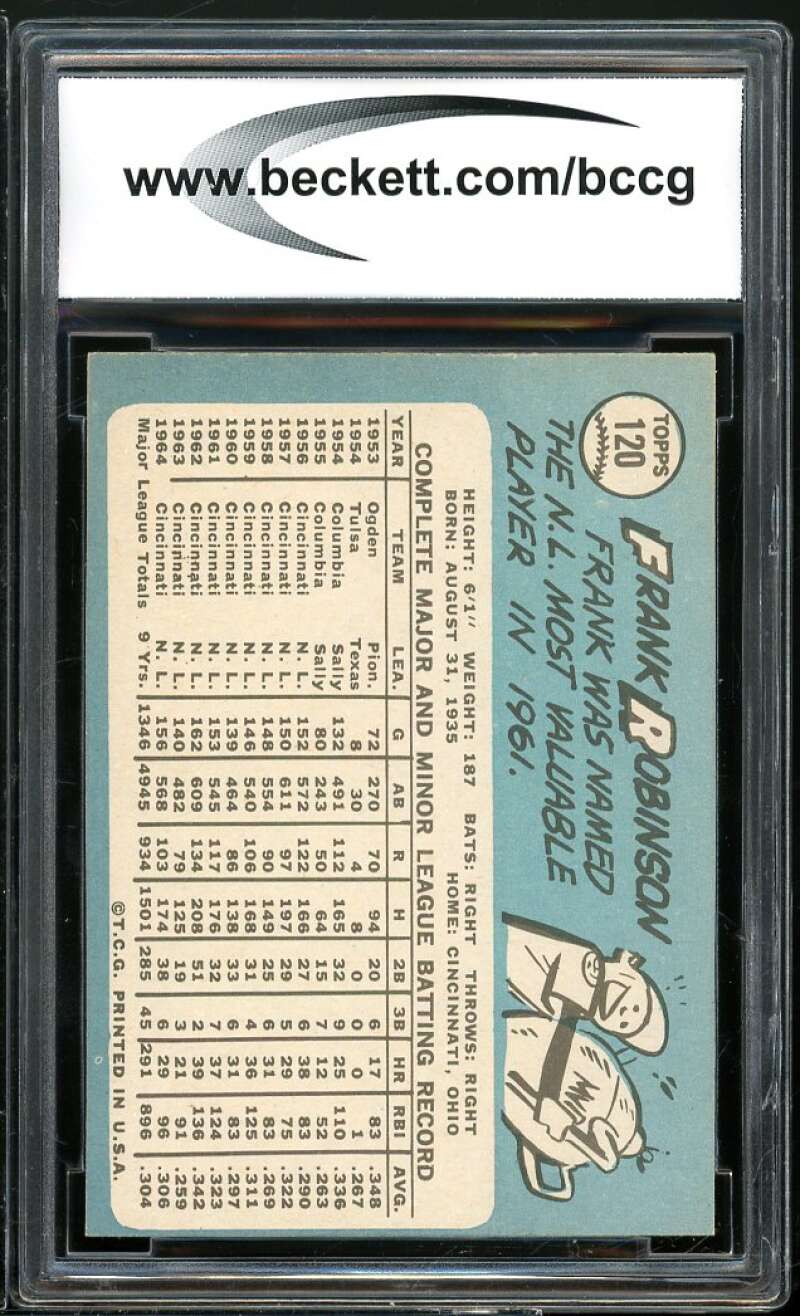 www.beckett.com/bccg
TOPPS
120
FRANK ROBINSON
FRANK WAS NAMED
THE N.L. MOST VALUABLE
PLAYER IN 1961.
MVP
HEIGHT: 6'1" WEIGHT: 187 BATS: RIGHT THROWS: RIGHT
BORN: AUGUST 31, 1935 HOME: CINCINNATI, OHIO
COMPLETE MAJOR AND MINOR LEAGUE BATTING RECORD
YEAR TEAM LEA. G AB R H 2B 3B HR RBI AVG.
1953 Ogden Pion. 72 270 70 94 20 6 17 83 .348
1954 Tulsa Texas 8 30 4 8 0 0 0 1 .267
1954 Columbia Sally 132 491 112 165 32 9 25 110 .336
1955 Columbia Sally 80 243 50 64 15 7 12 52 .263
1956 Cincinnati N. L. 152 572 122 166 27 6 38 83 .290
1957 Cincinnati N. L. 150 611 97 197 29 5 29 75 .322
1958 Cincinnati N. L. 148 554 90 149 25 6 31 83 .269
1959 Cincinnati N. L. 146 540 106 168 31 4 36 125 .311
1960 Cincinnati N. L. 139 464 86 138 33 6 31 83 .297
1961 Cincinnati N. L. 153 545 117 176 32 7 37 124 .323
1962 Cincinnati N. L. 162 609 134 208 51 2 39 136 .342
1963 Cincinnati N. L. 140 482 79 125 19 3 21 91 .259
1964 Cincinnati N. L. 156 568 103 174 38 6 29 96 .306
Major League Totals 9 Yrs. 1346 4945 934 1501 285 45 291 896 .304
©T.C.G. PRINTED IN U.S.A.